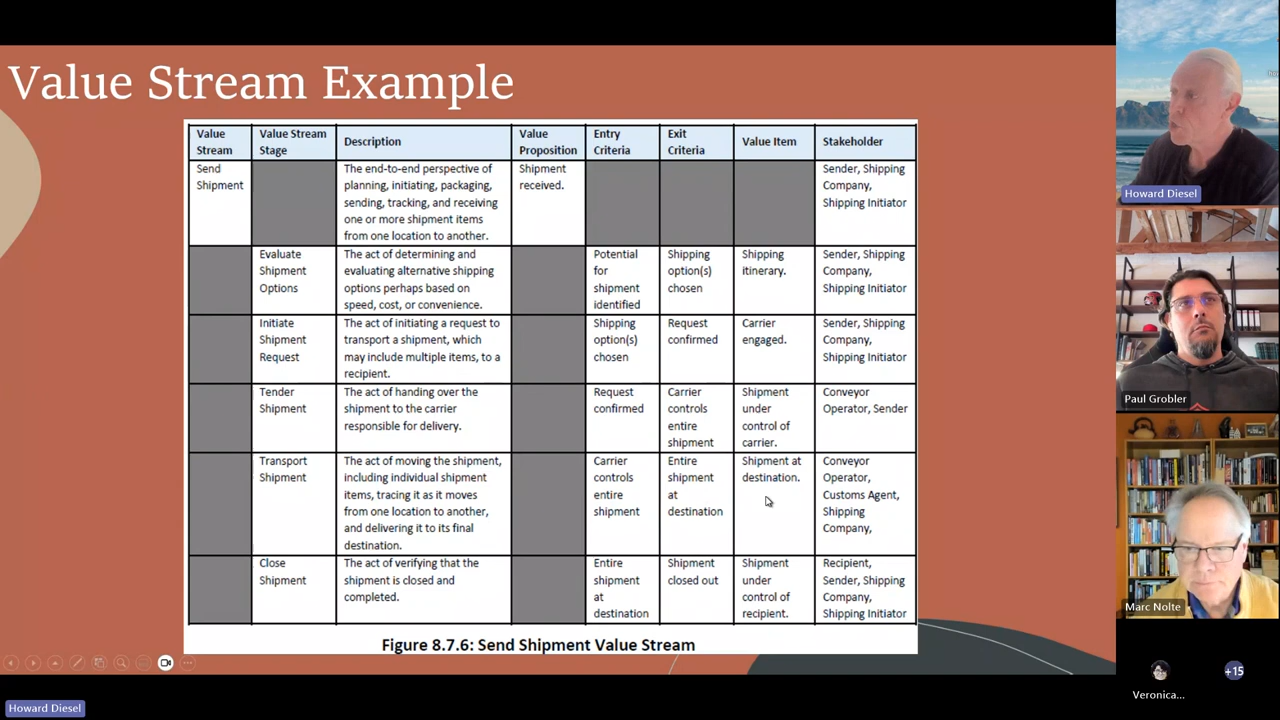 Value Stream Example
Value Stream
Value Stream Stage
Description
Value Proposition
Entry Criteria
Exit Criteria
Value Item
Stakeholder
Send Shipment
The end-to-end perspective of
planning, initiating, packaging,
sending, tracking, and receiving
one or more shipment items
from one location to another.
Shipment received.
Sender, Shipping
Company,
Shipping Initiator
Evaluate
Shipment
Options
The act of determining and
evaluating alternative shipping
options perhaps based on
speed, cost, or convenience.
Potential
for
shipment
identified
Shipping
option(s)
chosen
Shipping
itinerary.
Sender, Shipping
Company,
Shipping Initiator
Initiate
Shipment
Request
The act of initiating a request to
transport a shipment, which
may include multiple items, to a
recipient.
Shipping
option(s)
chosen
Request
confirmed
Carrier
engaged.
Sender, Shipping
Company,
Shipping Initiator
Tender
Shipment
The act of handing over the
shipment to the carrier
responsible for delivery.
Request
confirmed
Carrier
controls
entire
shipment
Shipment
under
control of
carrier.
Conveyor
Operator, Sender
Transport
Shipment
The act of moving the shipment,
including individual shipment
items, tracing it as it moves
from one location to another,
and delivering it to its final
destination.
Carrier
controls
entire
shipment
Entire
shipment
at
destination
Shipment at
destination.
Conveyor
Operator,
Customs Agent,
Shipping
Company,
Close
Shipment
The act of verifying that the
shipment is closed and
completed.
Entire
shipment
at
destination
Shipment
closed out
Shipment
under
control of
recipient.
Recipient,
Sender, Shipping
Company,
Shipping Initiator
Figure 8.7.6: Send Shipment Value Stream
Howard Diesel
Paul Grobler
Marc Nolte
Veronica...
+15
Howard Diesel